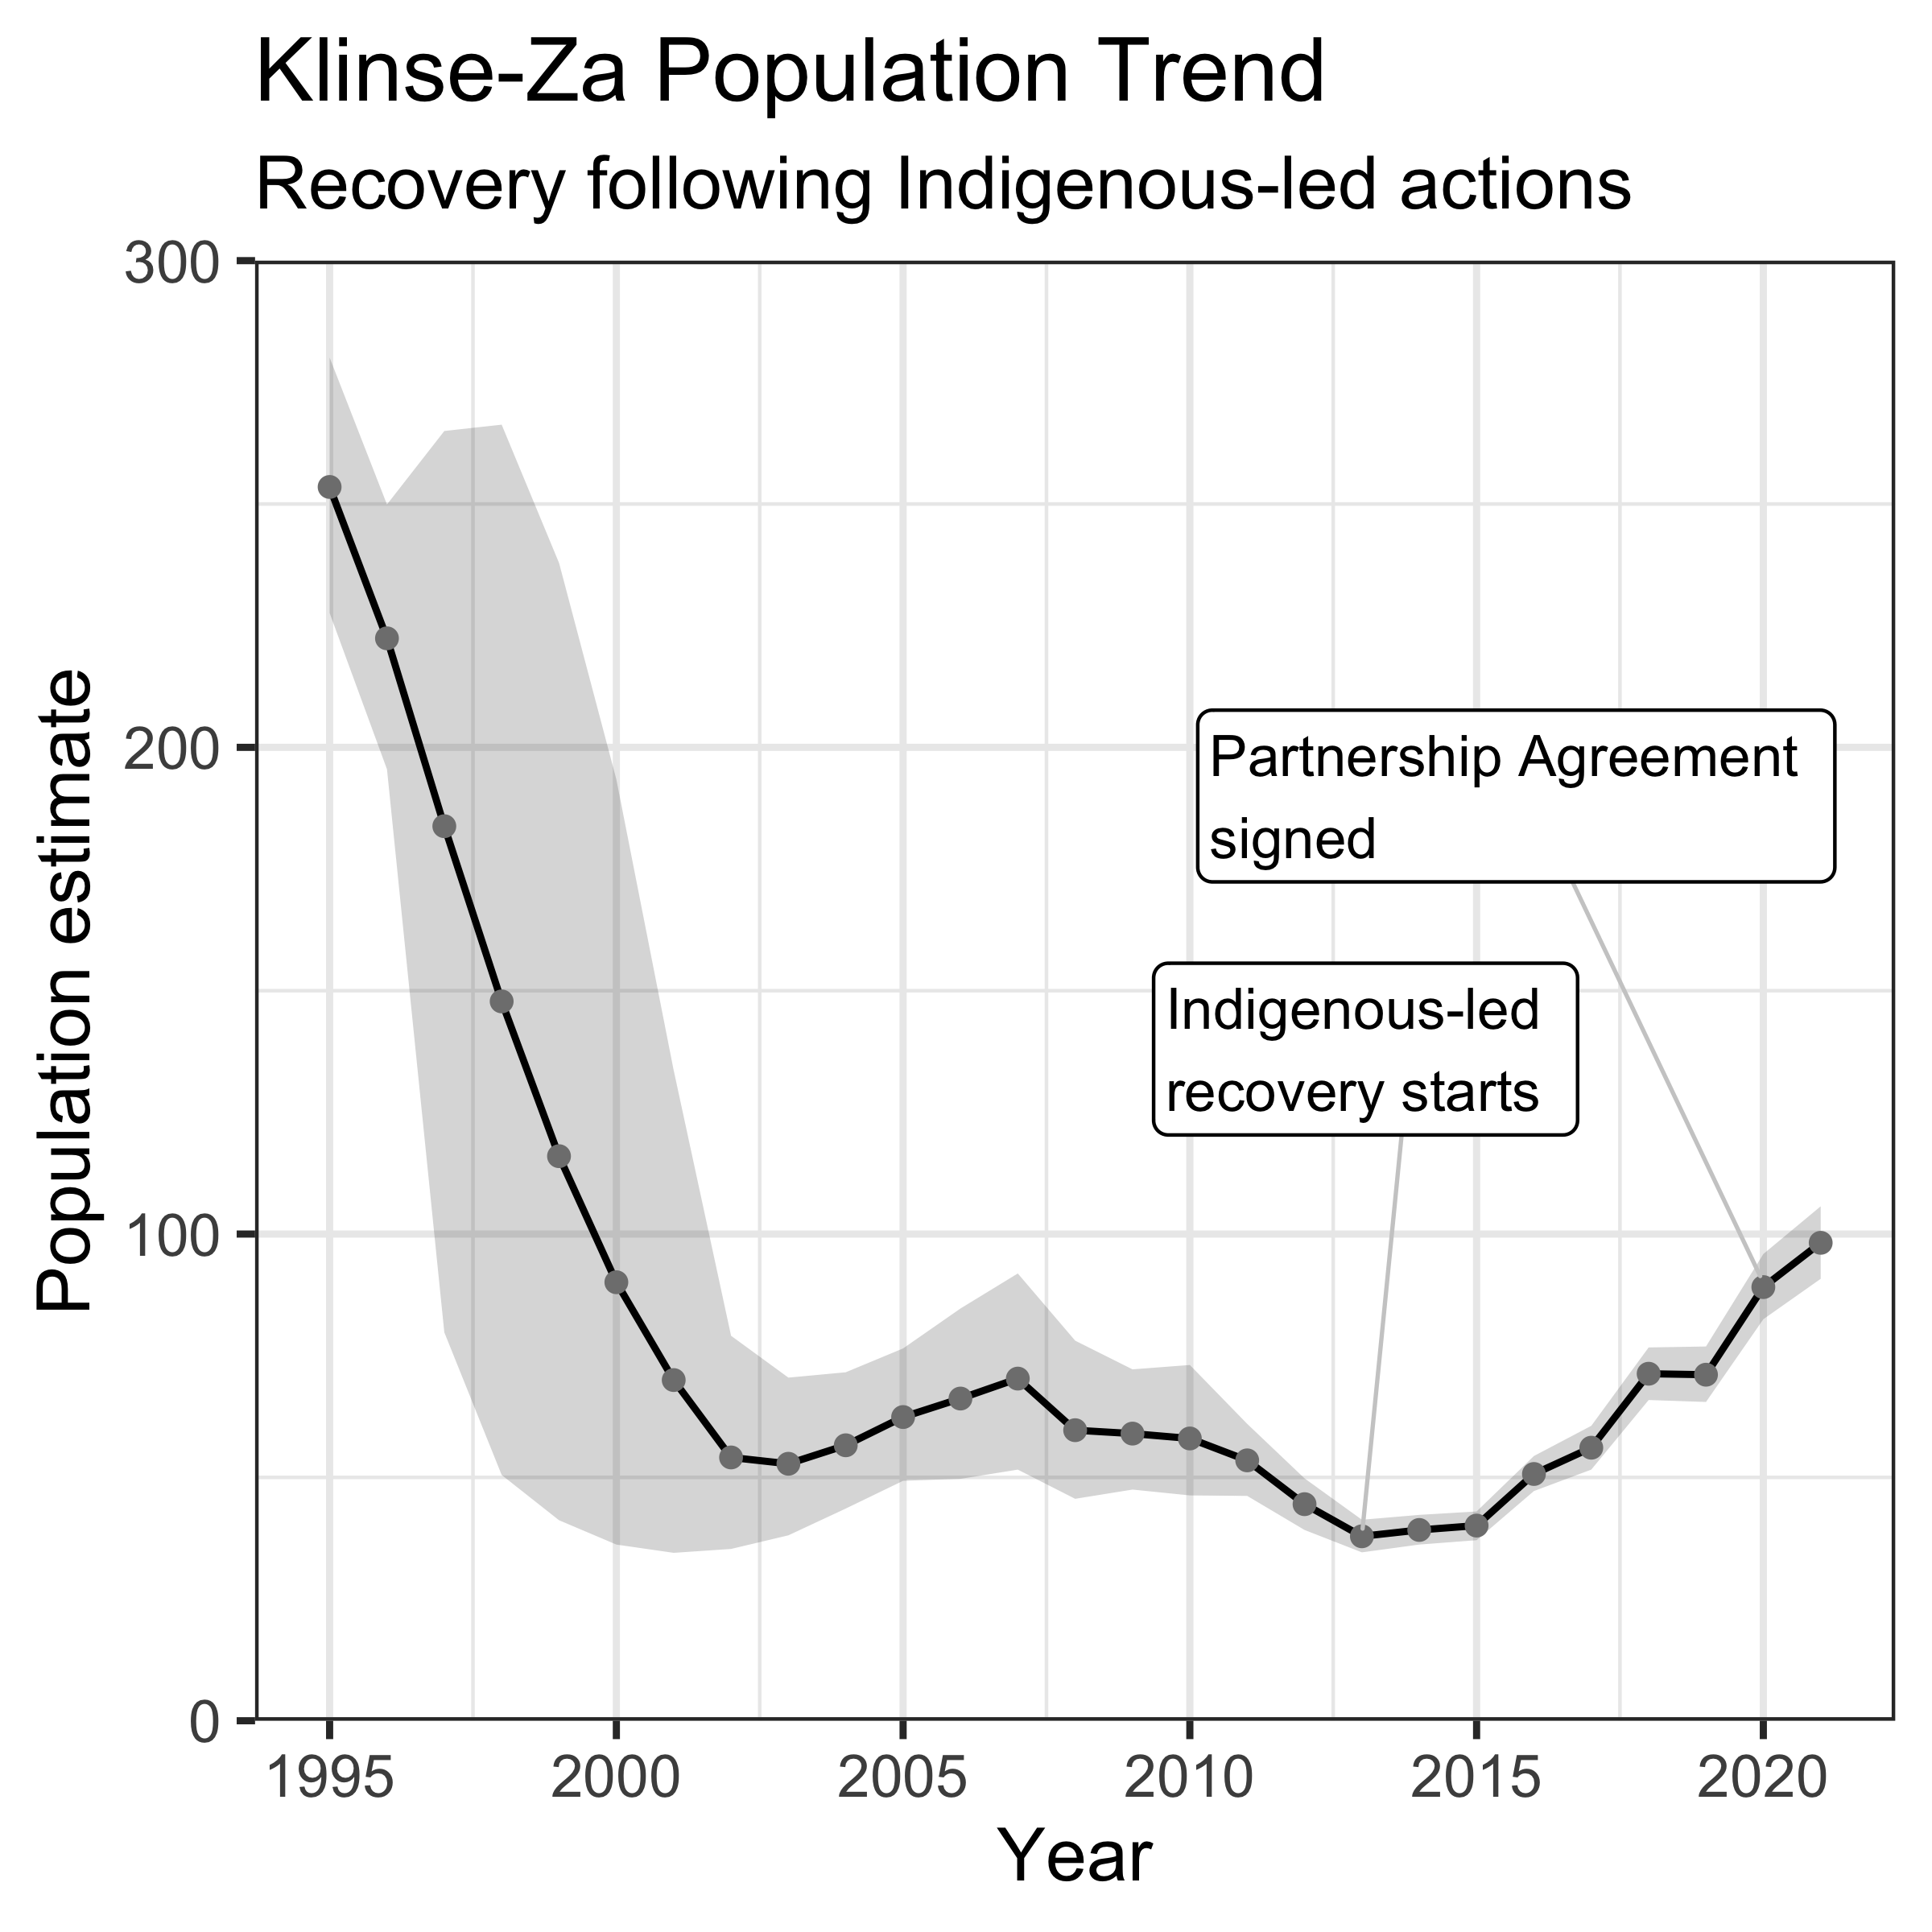 Klinse-Za Population Trend
Recovery following Indigenous-led actions
Population estimate
300
200
100
0
Partnership Agreement
signed
Indigenous-led
recovery starts
1995 2000 2005 2010 2015 2020
Year